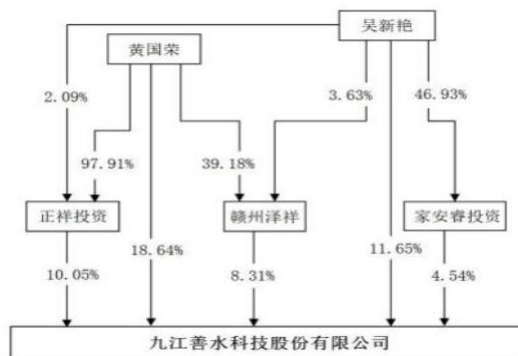 吴新艳
黄国荣
2.09%
3.63%
46.93%
97.91%
39.18%
正祥投资
赣州泽祥
家安睿投资
18.64%
11.65%
10.05%
8.31%
4.54%
九江善水科技股份有限公司